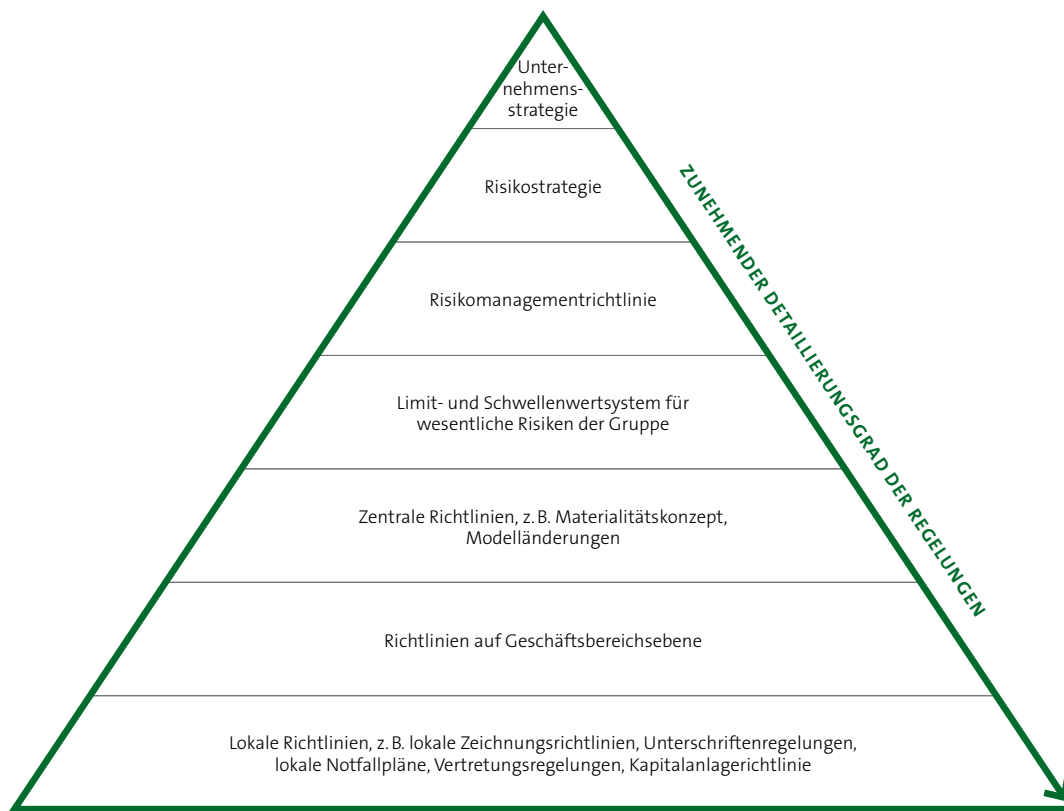 Unter-
nehmens-
strategie
Risikostrategie
Risikomanagementrichtlinie
Limit- und Schwellenwertsystem für
wesentliche Risiken der Gruppe
Zentrale Richtlinien, z. B. Materialitätskonzept,
Modelländerungen
Richtlinien auf Geschäftsbereichsebene
Lokale Richtlinien, z. B. lokale Zeichnungsrichtlinien, Unterschriftenregelungen,
lokale Notfallpläne, Vertretungsregelungen, Kapitalanlagerichtlinie
ZUNEHMENDER DETAILLIERUNGSGRAD DER REGELUNGEN